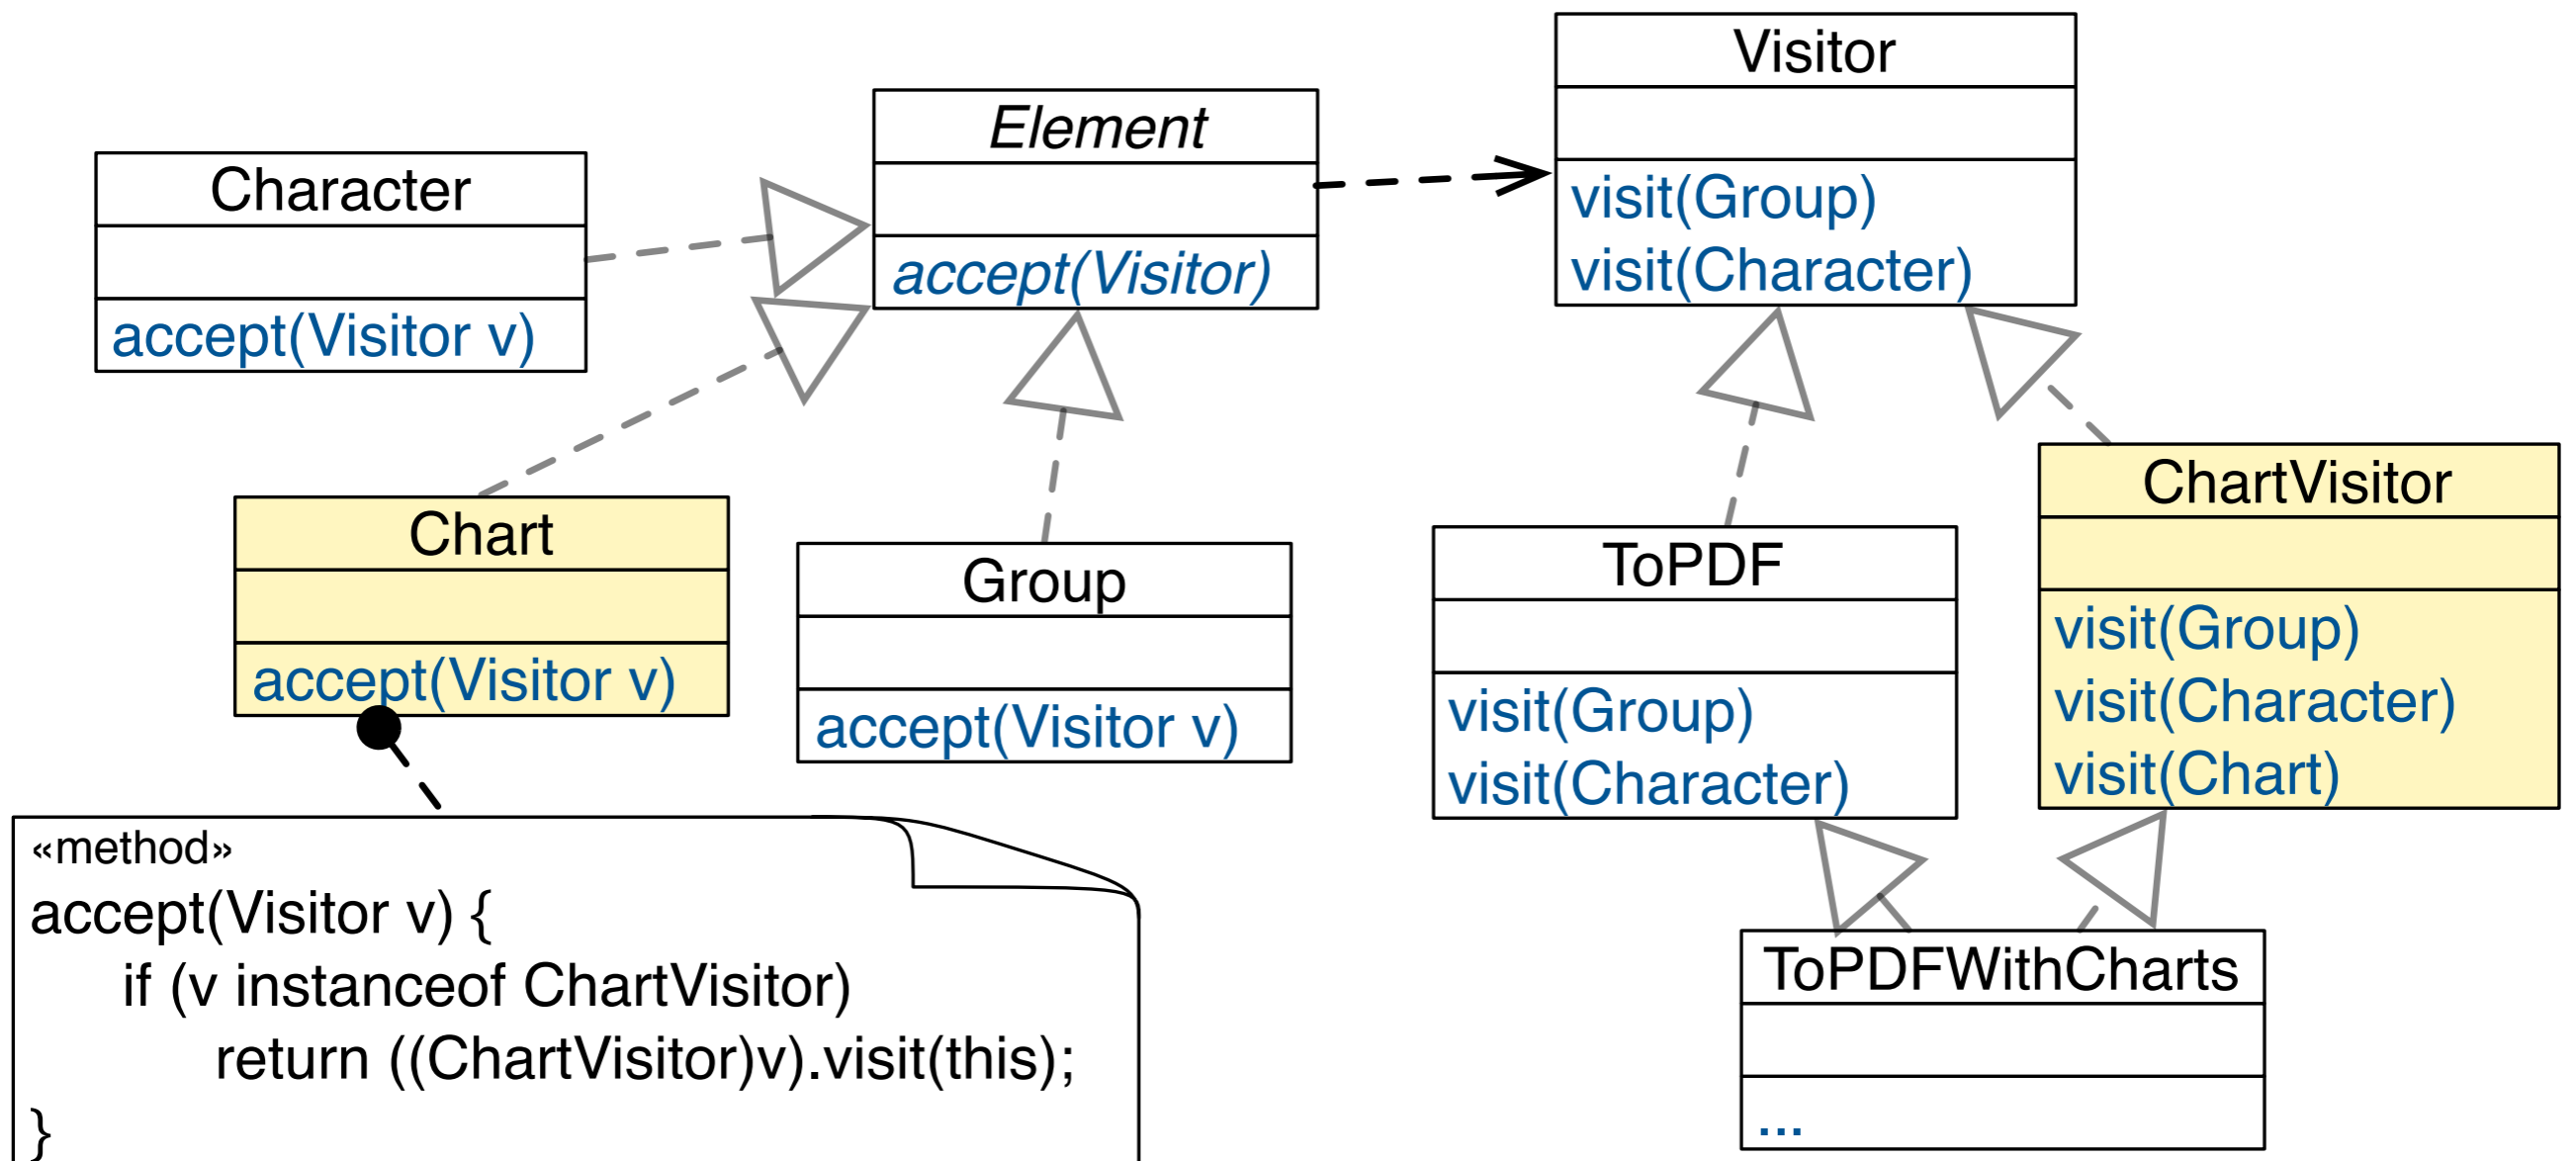 Visitor
visit(Group)
visit(Character)
Element
accept(Visitor)
Character
accept(Visitor v)
Chart
accept(Visitor v)
Group
accept(Visitor v)
ToPDF
visit(Group)
visit(Character)
ChartVisitor
visit(Group)
visit(Character)
visit(Chart)
«method»
accept(Visitor v) {
if (v instanceof ChartVisitor)
return ((ChartVisitor)v).visit(this);
}
ToPDFWithCharts
...